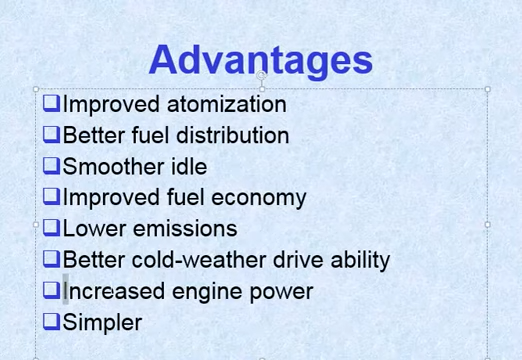 Advantages
Improved atomization
Better fuel distribution
Smoother idle
Improved fuel economy
Lower emissions
Better cold-weather drive ability
Increased engine power
Simpler